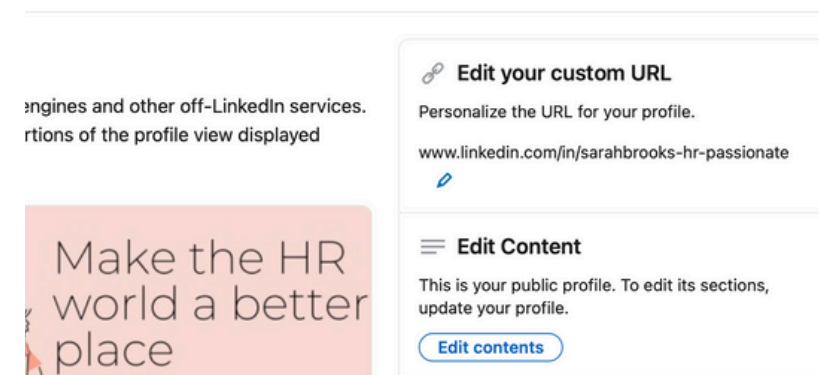 engines and other off-LinkedIn services.
rtions of the profile view displayed
Make the HR
world a better
place
Edit your custom URL
Personalize the URL for your profile.
www.linkedin.com/in/sarahbrooks-hr-passionate
Edit Content
This is your public profile. To edit its sections,
update your profile.
Edit contents